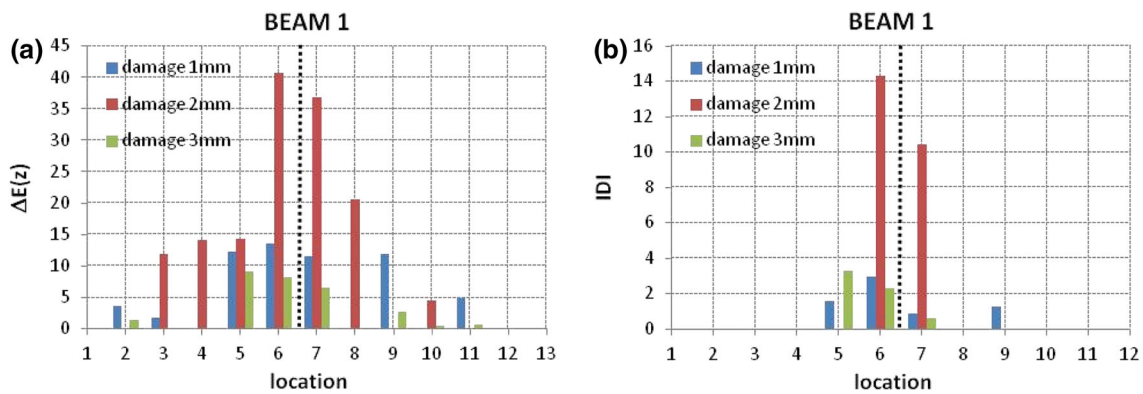 BEAM 1
(a)
45
40
35
30
25
20
15
10
5
0
ΔE(z)
damage 1mm
damage 2mm
damage 3mm
1 2 3 4 5 6 7 8 9 10 11 12 13
location
BEAM 1
(b)
16
14
12
10
8
6
4
2
0
IDI
damage 1mm
damage 2mm
damage 3mm
1 2 3 4 5 6 7 8 9 10 11 12
location